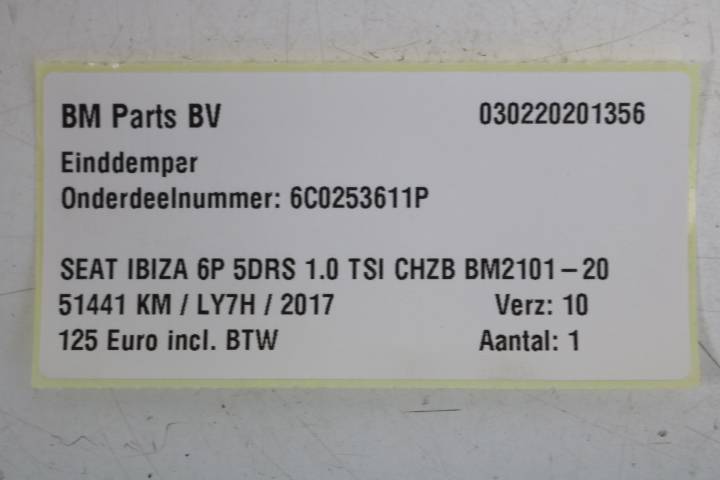 BM Parts BV 030220201356
Einddemper
Onderdeelnummer: 6C0253611P
SEAT IBIZA 6P 5DRS 1.0 TSI CHZB BM2101-20
51441 KM / LY7H / 2017 Verz: 10
125 Euro incl. BTW Aantal: 1